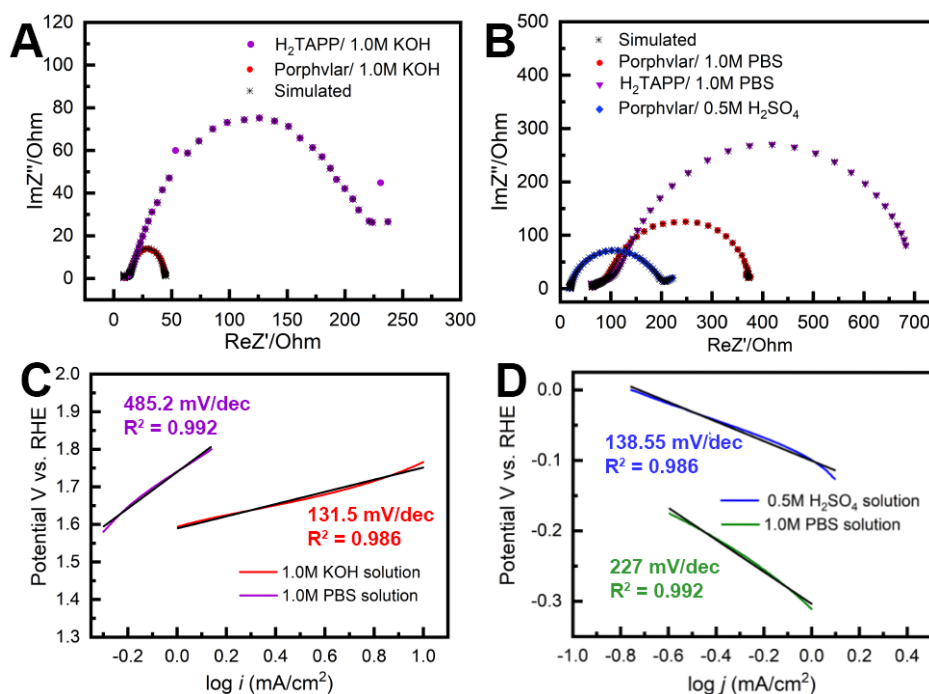 A
120
100
80
60
40
20
0
ImZ"/Ohm
H₂TAPP/ 1.0M KOH
Porphvlar/ 1.0M KOH
Simulated
0 50 100 150 200 250 300
ReZ'/Ohm
B
500
400
300
200
100
0
ImZ"/Ohm
Simulated
Porphvlar/ 1.0M PBS
H₂TAPP/ 1.0M PBS
Porphvlar/ 0.5M H₂SO₄
0 100 200 300 400 500 600 700
ReZ'/Ohm
C
2.0
1.9
1.8
1.7
1.6
1.5
1.4
1.3
Potential V vs. RHE
485.2 mV/dec
R² = 0.992
131.5 mV/dec
R² = 0.986
1.0M KOH solution
1.0M PBS solution
-0.2 0.0 0.2 0.4 0.6 0.8 1.0
log i (mA/cm²)
D
0.0
-0.1
-0.2
-0.3
Potential V vs. RHE
138.55 mV/dec
R² = 0.986
0.5M H₂SO₄ solution
1.0M PBS solution
227 mV/dec
R² = 0.992
-1.0 -0.8 -0.6 -0.4 -0.2 0.0 0.2 0.4
log j (mA/cm²)